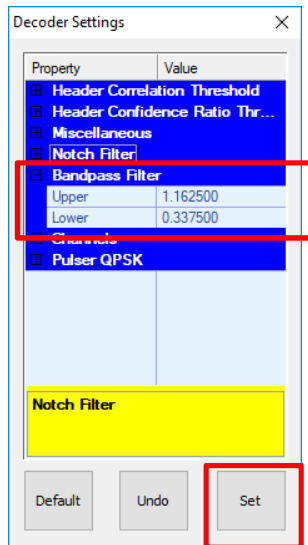 Decoder Settings
Property Value
Header Correlation Threshold
Header Confidence Ratio Thr...
Miscellaneous
Notch Filter
Bandpass Filter
Upper 1.162500
Lower 0.337500
Channels
Pulser QPSK
Notch Filter
Default Undo Set